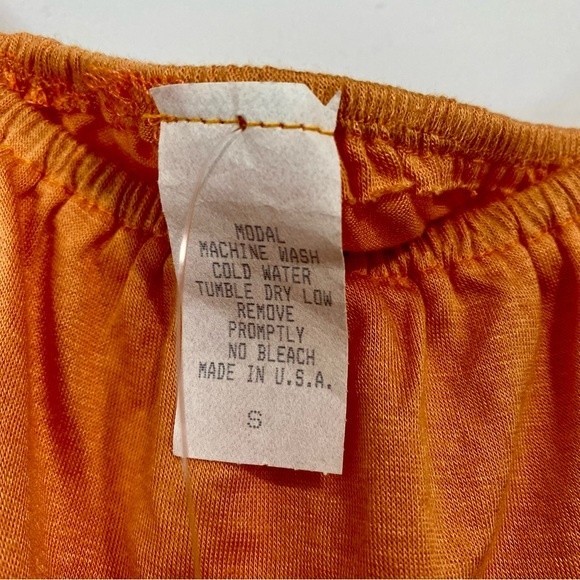 MODAL
MACHINE WASH
COLD WATER
TUMBLE DRY LOW
REMOVE
PROMPTLY
NO BLEACH
MADE IN U.S.A.
S